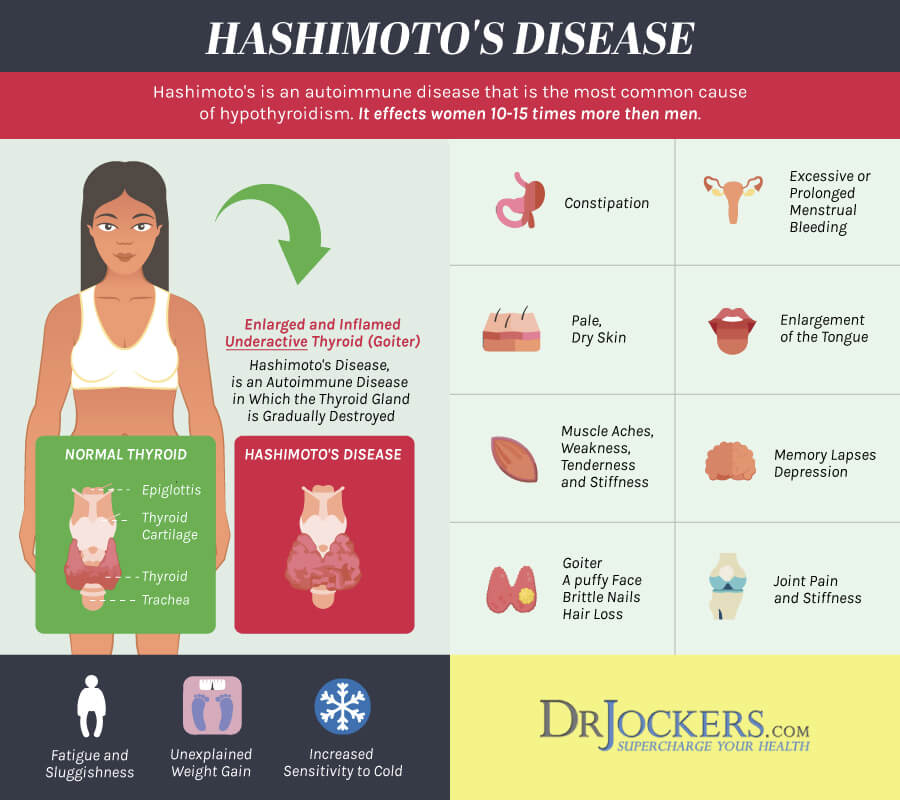 HASHIMOTO'S DISEASE
Hashimoto's is an autoimmune disease that is the most common cause
of hypothyroidism. It effects women 10-15 times more then men.
Enlarged and Inflamed
Underactive Thyroid (Goiter)
Hashimoto's Disease,
is an Autoimmune Disease
in Which the Thyroid Gland
is Gradually Destroyed
NORMAL THYROID
Epiglottis
Thyroid
Cartilage
Thyroid
Trachea
HASHIMOTO'S DISEASE
Constipation
Excessive or
Prolonged
Menstrual
Bleeding
Pale,
Dry Skin
Enlargement
of the Tongue
Muscle Aches,
Weakness,
Tenderness
and Stiffness
Memory Lapses
Depression
Goiter
A puffy Face
Brittle Nails
Hair Loss
Joint Pain
and Stiffness
Fatigue and
Sluggishness
Unexplained
Weight Gain
Increased
Sensitivity to Cold
DRJOCKERS.COM
SUPERCHARGE YOUR HEALTH